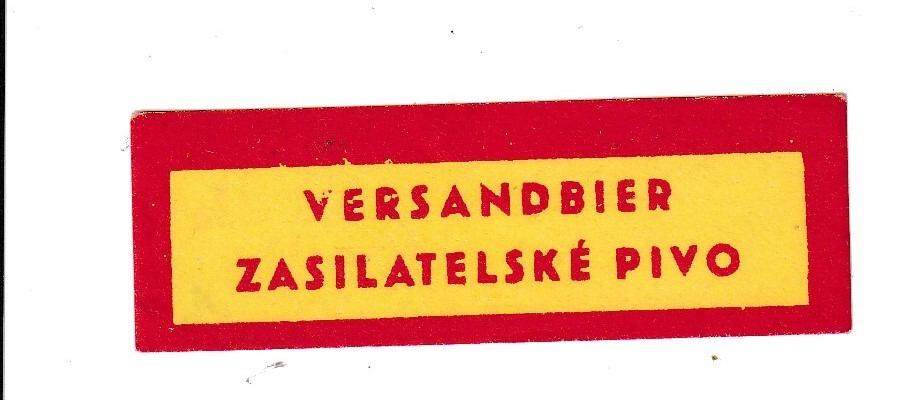 VERSANDBIER
ZASILATELSKÉ PIVO